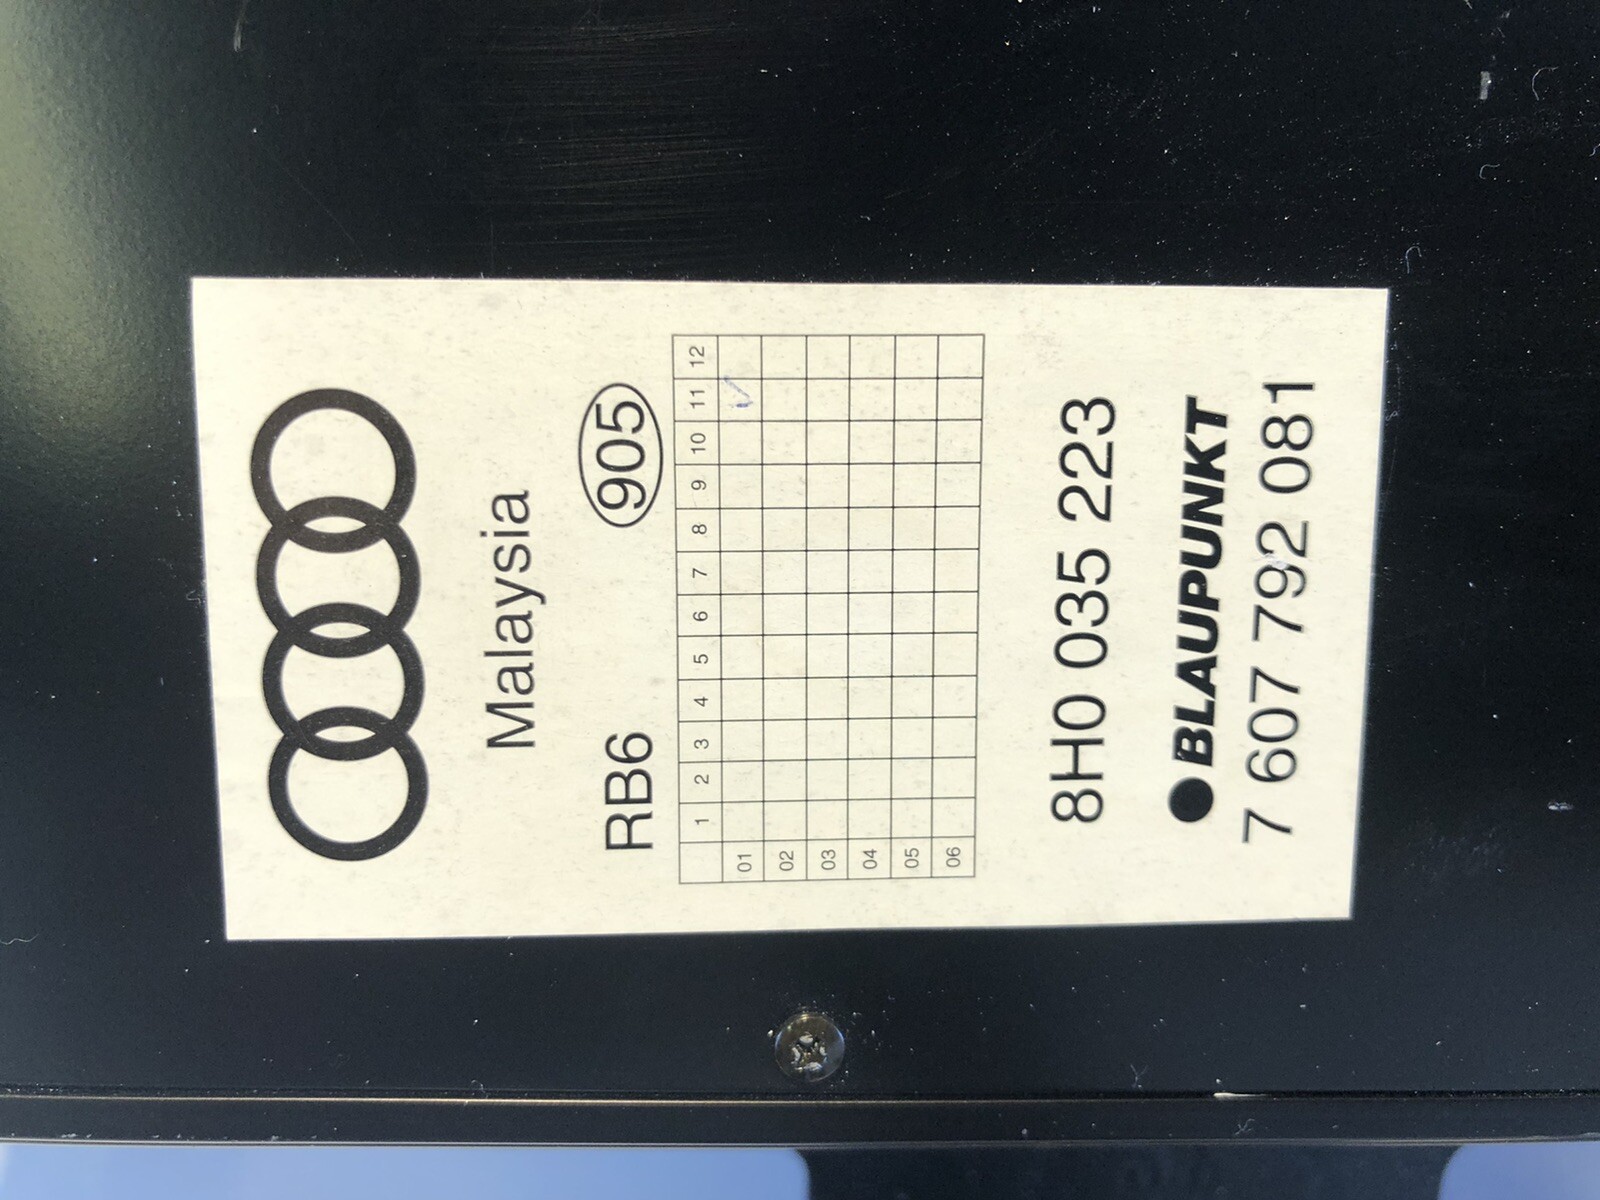 Malaysia
RB6 905
1 2 3 4 5 6 7 8 9 10 11 12
01 ✓
02
03
04
05
06
8H0 035 223
BLAUPUNKT
7 607 792 081